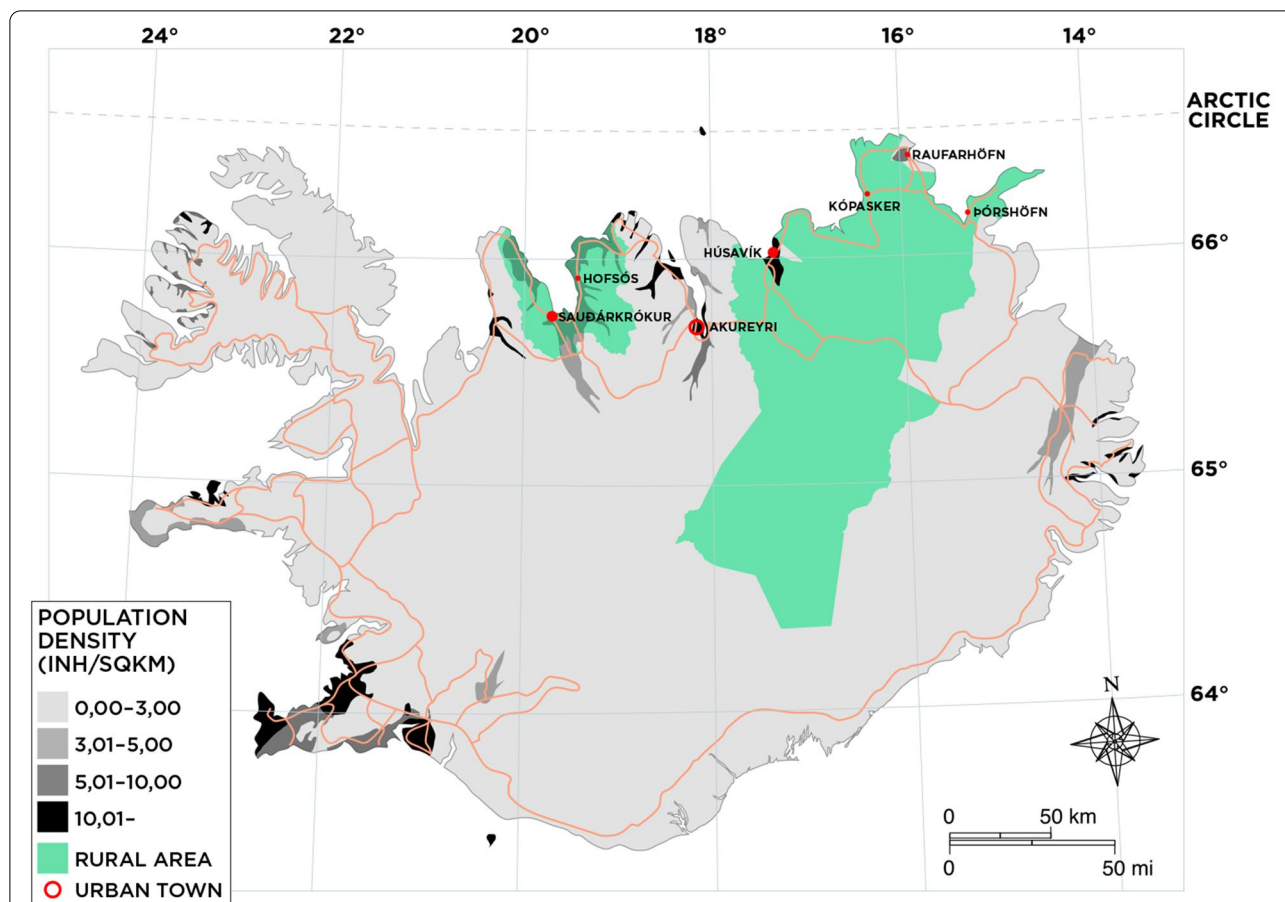 24° 22° 20° 18° 16° 14°
ARCTIC
CIRCLE
RAUFARHÖFN
KÓPASKER
ÞÓRSHÖFN
66°
HÚSAVÍK
HOFSÓS
SAUÐÁRKRÓKUR
AKUREYRI
65°
64°
POPULATION
DENSITY
(INH/SQKM)
0,00–3,00
3,01–5,00
5,01–10,00
10,01–
RURAL AREA
URBAN TOWN
N
0 50 km
0 50 mi